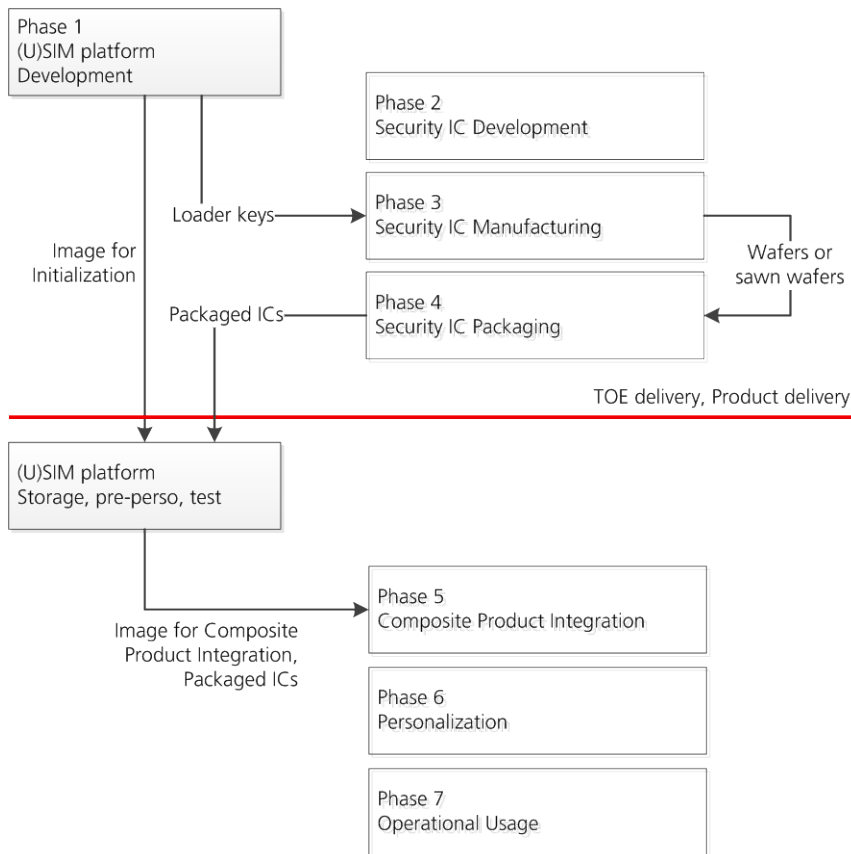 Phase 1
(U)SIM platform
Development
Phase 2
Security IC Development
Phase 3
Security IC Manufacturing
Loader keys
Image for
Initialization
Wafers or
sawn wafers
Phase 4
Security IC Packaging
Packaged ICs
TOE delivery, Product delivery
(U)SIM platform
Storage, pre-perso, test
Phase 5
Composite Product Integration
Image for Composite
Product Integration,
Packaged ICs
Phase 6
Personalization
Phase 7
Operational Usage